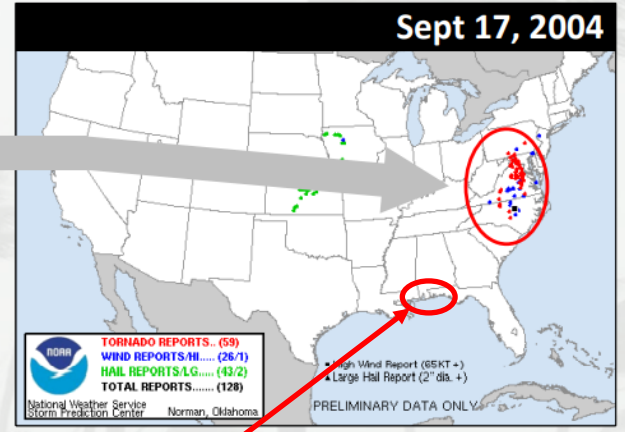 Sept 17, 2004
NOAA
TORNADO REPORTS.. (59)
WIND REPORTS/HI..... (26/1)
HAIL REPORTS/LG..... (43/2)
TOTAL REPORTS....... (128)
National Weather Service
Storm Prediction Center Norman, Oklahoma
High Wind Report (65KT +)
Large Hail Report (2" dia. +)
PRELIMINARY DATA ONLY